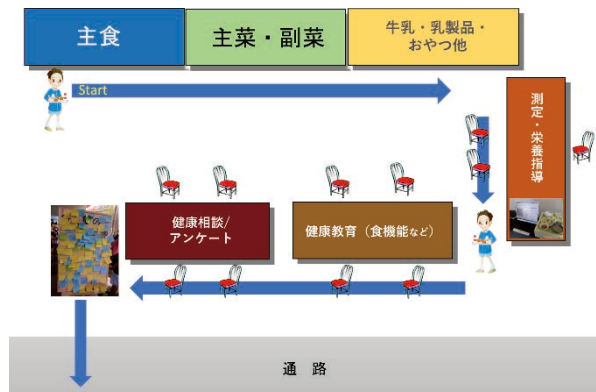 主食
主菜・副菜
牛乳・乳製品・
おやつ他
Start
測定・栄養指導
健康相談/
アンケート
健康教育（食機能など）
通 路